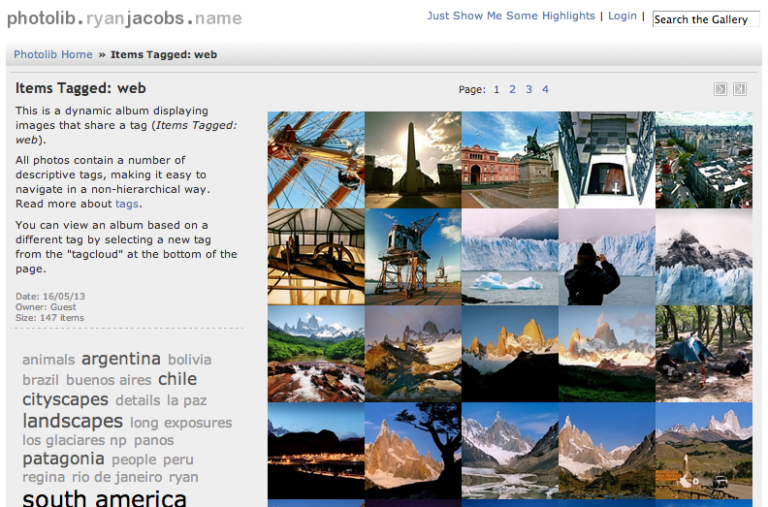 photolib.ryanjacobs.name
Just Show Me Some Highlights | Login | Search the Gallery
Photolib Home » Items Tagged: web
Items Tagged: web
This is a dynamic album displaying
images that share a tag (Items Tagged:
web).
All photos contain a number of
descriptive tags, making it easy to
navigate in a non-hierarchical way.
Read more about tags.
You can view an album based on a
different tag by selecting a new tag
from the "tagcloud" at the bottom of the
page.
Date: 16/05/13
Owner: Guest
Size: 147 items
animals argentina bolivia
brazil buenos aires chile
cityscapes details la paz
landscapes long exposures
los glaciares np panos
patagonia people peru
regina rio de janeiro ryan
south america
Page: 1 2 3 4